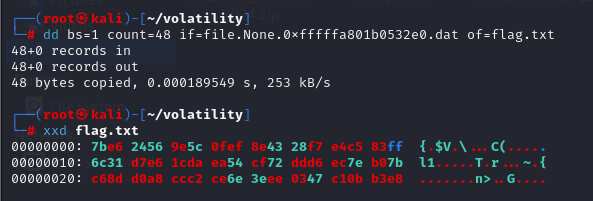 ┌──(root㉿kali)-[~/volatility]
└─# dd bs=1 count=48 if=file.None.0×fffffa801b0532e0.dat of=flag.txt
48+0 records in
48+0 records out
48 bytes copied, 0.000189549 s, 253 kB/s
┌──(root㉿kali)-[~/volatility]
└─# xxd flag.txt
00000000: 7be6 2456 9e5c 0fef 8e43 28f7 e4c5 83ff  {.$V.\...C(.....
00000010: 6c31 d7e6 1cda ea54 cf72 ddd6 ec7e b07b  l1.....T.r...~.{
00000020: c68d d0a8 ccc2 ce6e 3eee 0347 c10b b3e8  .......n>..G....